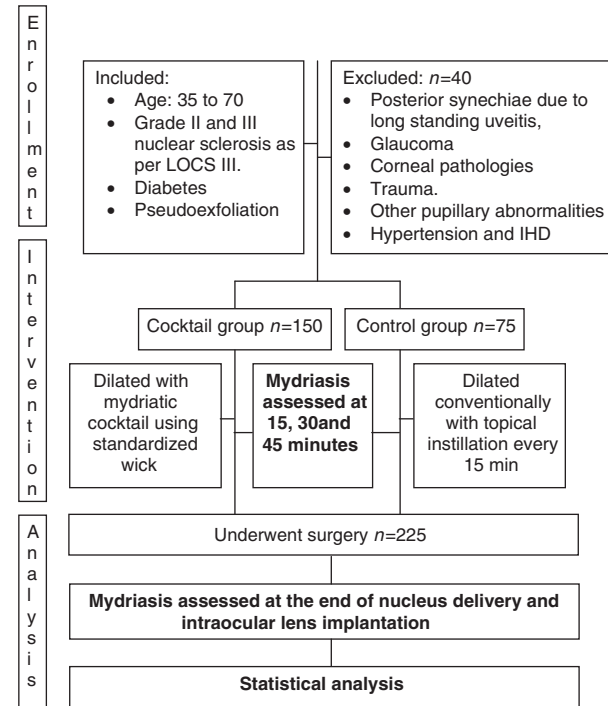 Enrollment
Included:
• Age: 35 to 70
• Grade II and III
nuclear sclerosis as
per LOCS III.
• Diabetes
• Pseudoexfoliation
Excluded: n=40
• Posterior synechiae due to
long standing uveitis,
• Glaucoma
• Corneal pathologies
• Trauma.
• Other pupillary abnormalities
• Hypertension and IHD
Intervention
Cocktail group n=150
Control group n=75
Dilated with
mydriatic
cocktail using
standardized
wick
Mydriasis
assessed at
15, 30and
45 minutes
Dilated
conventionally
with topical
instillation every
15 min
Analysis
Underwent surgery n=225
Mydriasis assessed at the end of nucleus delivery and
intraocular lens implantation
Statistical analysis